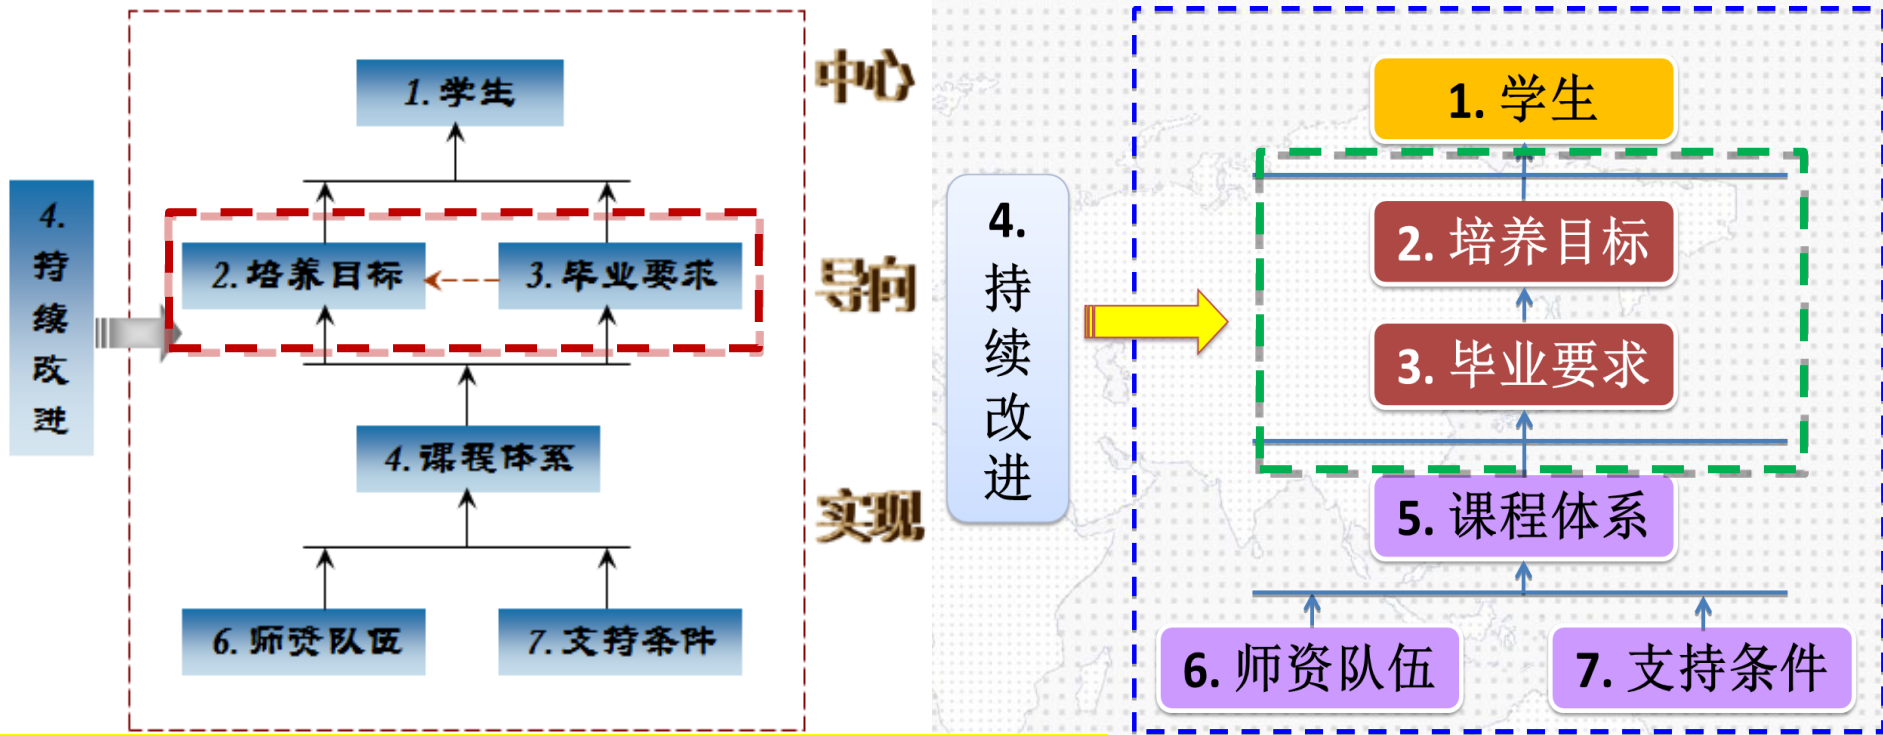 1. 学生
中心
4.
持
续
改
进
2. 培养目标
3. 毕业要求
导向
4. 课程体系
实现
6. 师资队伍
7. 支持条件
1. 学生
4.
持
续
改
进
2. 培养目标
3. 毕业要求
5. 课程体系
6. 师资队伍
7. 支持条件